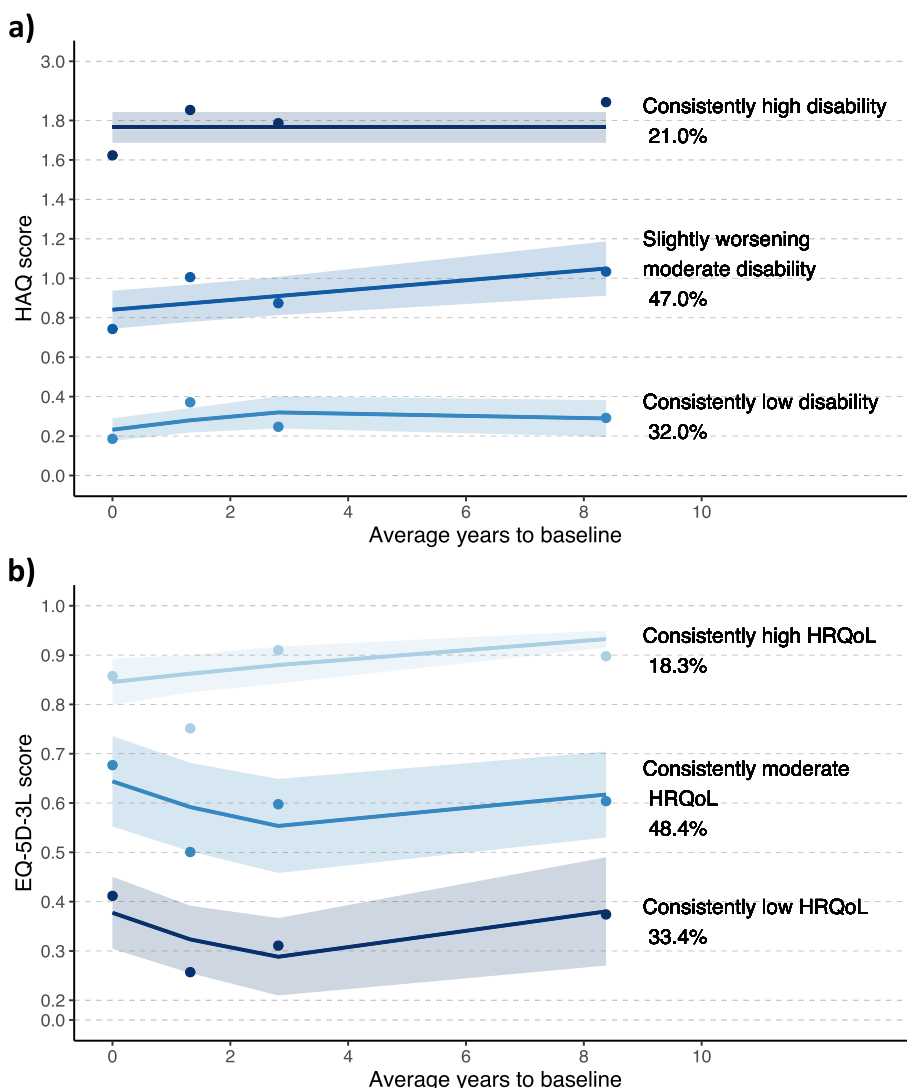 a)
3.0
1.8
1.6
1.4
1.2
1.0
0.8
0.6
0.4
0.2
0.0
HAQ score
Consistently high disability
21.0%
Slightly worsening
moderate disability
47.0%
Consistently low disability
32.0%
0 2 4 6 8 10
Average years to baseline
b)
1.0
0.9
0.8
0.7
0.6
0.5
0.4
0.3
0.2
0.0
EQ-5D-3L score
Consistently high HRQoL
18.3%
Consistently moderate
HRQoL
48.4%
Consistently low HRQoL
33.4%
0 2 4 6 8 10
Average years to baseline